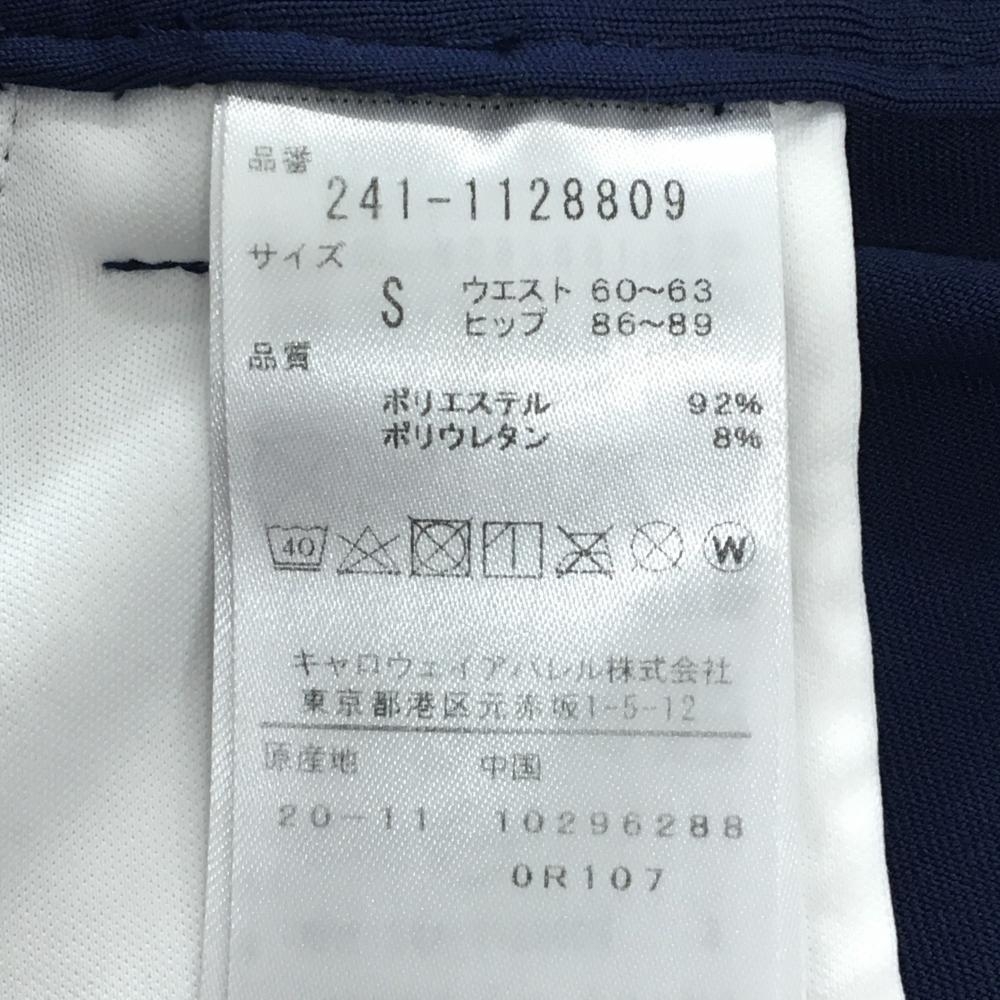 品番
241-1128809
サイズ
S ウエスト 60〜63
ヒップ 86〜89
品質
ポリエステル 92%
ポリウレタン 8%
40 W
キャロウェイアパレル株式会社
東京都港区元赤坂1-5-12
原産地 中国
20-11 10296288
0R107